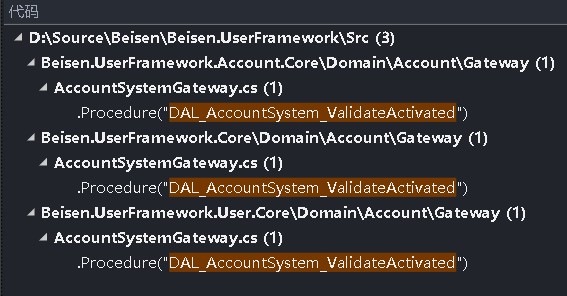 代码
D:\Source\Beisen\Beisen.UserFramework\Src (3)
Beisen.UserFramework.Account.Core\Domain\Account\Gateway (1)
AccountSystemGateway.cs (1)
.Procedure("DAL_AccountSystem_ValidateActivated")
Beisen.UserFramework.Core\Domain\Account\Gateway (1)
AccountSystemGateway.cs (1)
.Procedure("DAL_AccountSystem_ValidateActivated")
Beisen.UserFramework.User.Core\Domain\Account\Gateway (1)
AccountSystemGateway.cs (1)
.Procedure("DAL_AccountSystem_ValidateActivated")